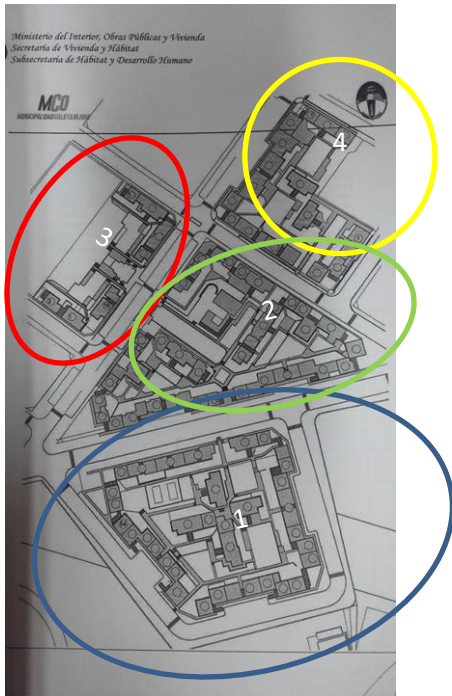 Ministerio del Interior, Obras Públicas y Vivienda
Secretaría de Vivienda y Hábitat
Subsecretaría de Hábitat y Desarrollo Humano
MCO
4
3
2
1